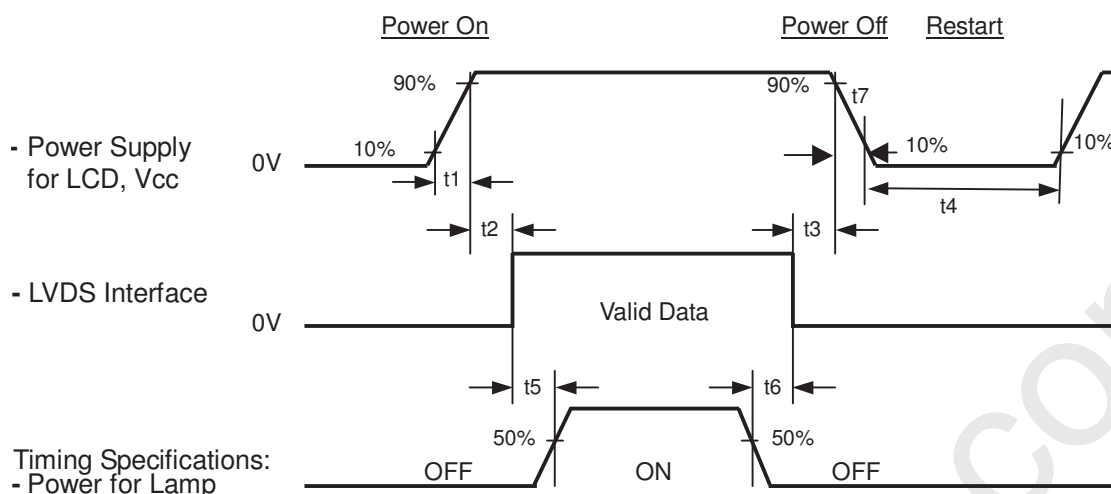 Power On
Power Off
Restart
90%
90%
t7
- Power Supply
for LCD, Vcc
0V
10%
10%
10%
t1
t4
t2
t3
- LVDS Interface
0V
Valid Data
t5
t6
50%
50%
Timing Specifications:
- Power for Lamp
OFF
ON
OFF
com